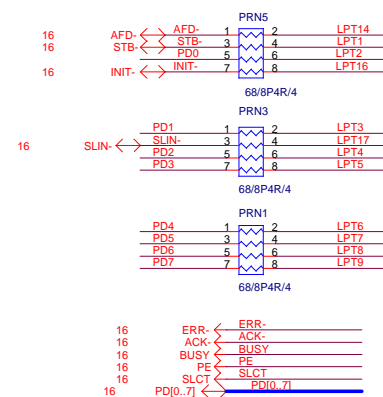 PRN5
16 AFD- AFD- 1 2 LPT14
16 STB- STB- 3 4 LPT1
PD0 5 6 LPT2
16 INIT- INIT- 7 8 LPT16
68/8P4R/4
PRN3
PD1 1 2 LPT3
16 SLIN- SLIN- 3 4 LPT17
PD2 5 6 LPT4
PD3 7 8 LPT5
68/8P4R/4
PRN1
PD4 1 2 LPT6
PD5 3 4 LPT7
PD6 5 6 LPT8
PD7 7 8 LPT9
68/8P4R/4
16 ERR- ERR-
16 ACK- ACK-
16 BUSY BUSY
16 PE PE
16 SLCT SLCT
16 PD[0..7] PD[0..7]